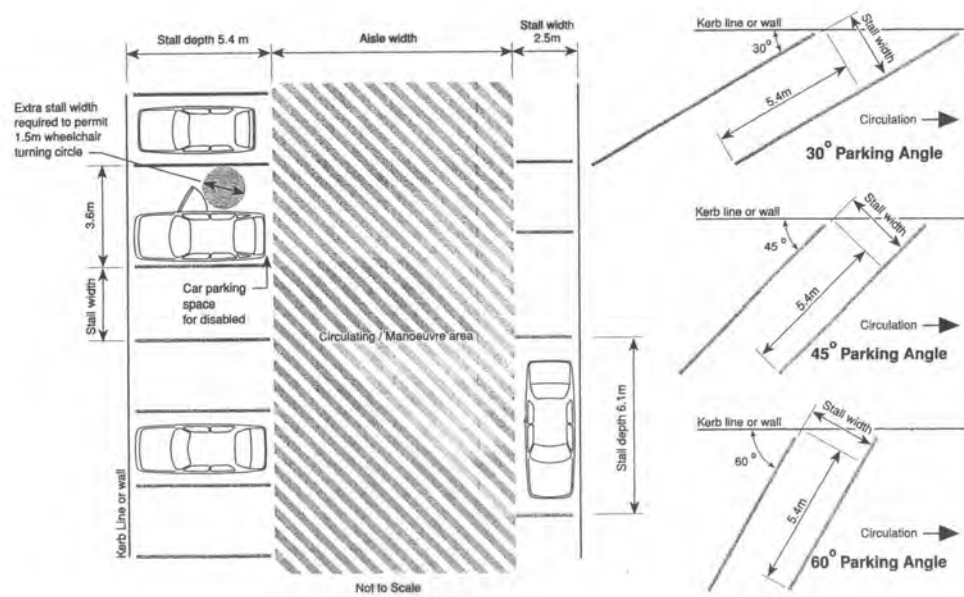 Stall depth 5.4 m
Aisle width
Stall width
2.5m
Extra stall width
required to permit
1.5m wheelchair
turning circle
3.6m
Stall width
Car parking
space
for disabled
Circulating / Manoeuvre area
Stall depth 6.1m
Kerb Line or wall
Not to Scale
Kerb line or wall
30°
Stall width
5.4m
Circulation
30° Parking Angle
Kerb line or wall
45°
Stall width
5.4m
Circulation
45° Parking Angle
Kerb line or wall
60°
Stall width
5.4m
Circulation
60° Parking Angle